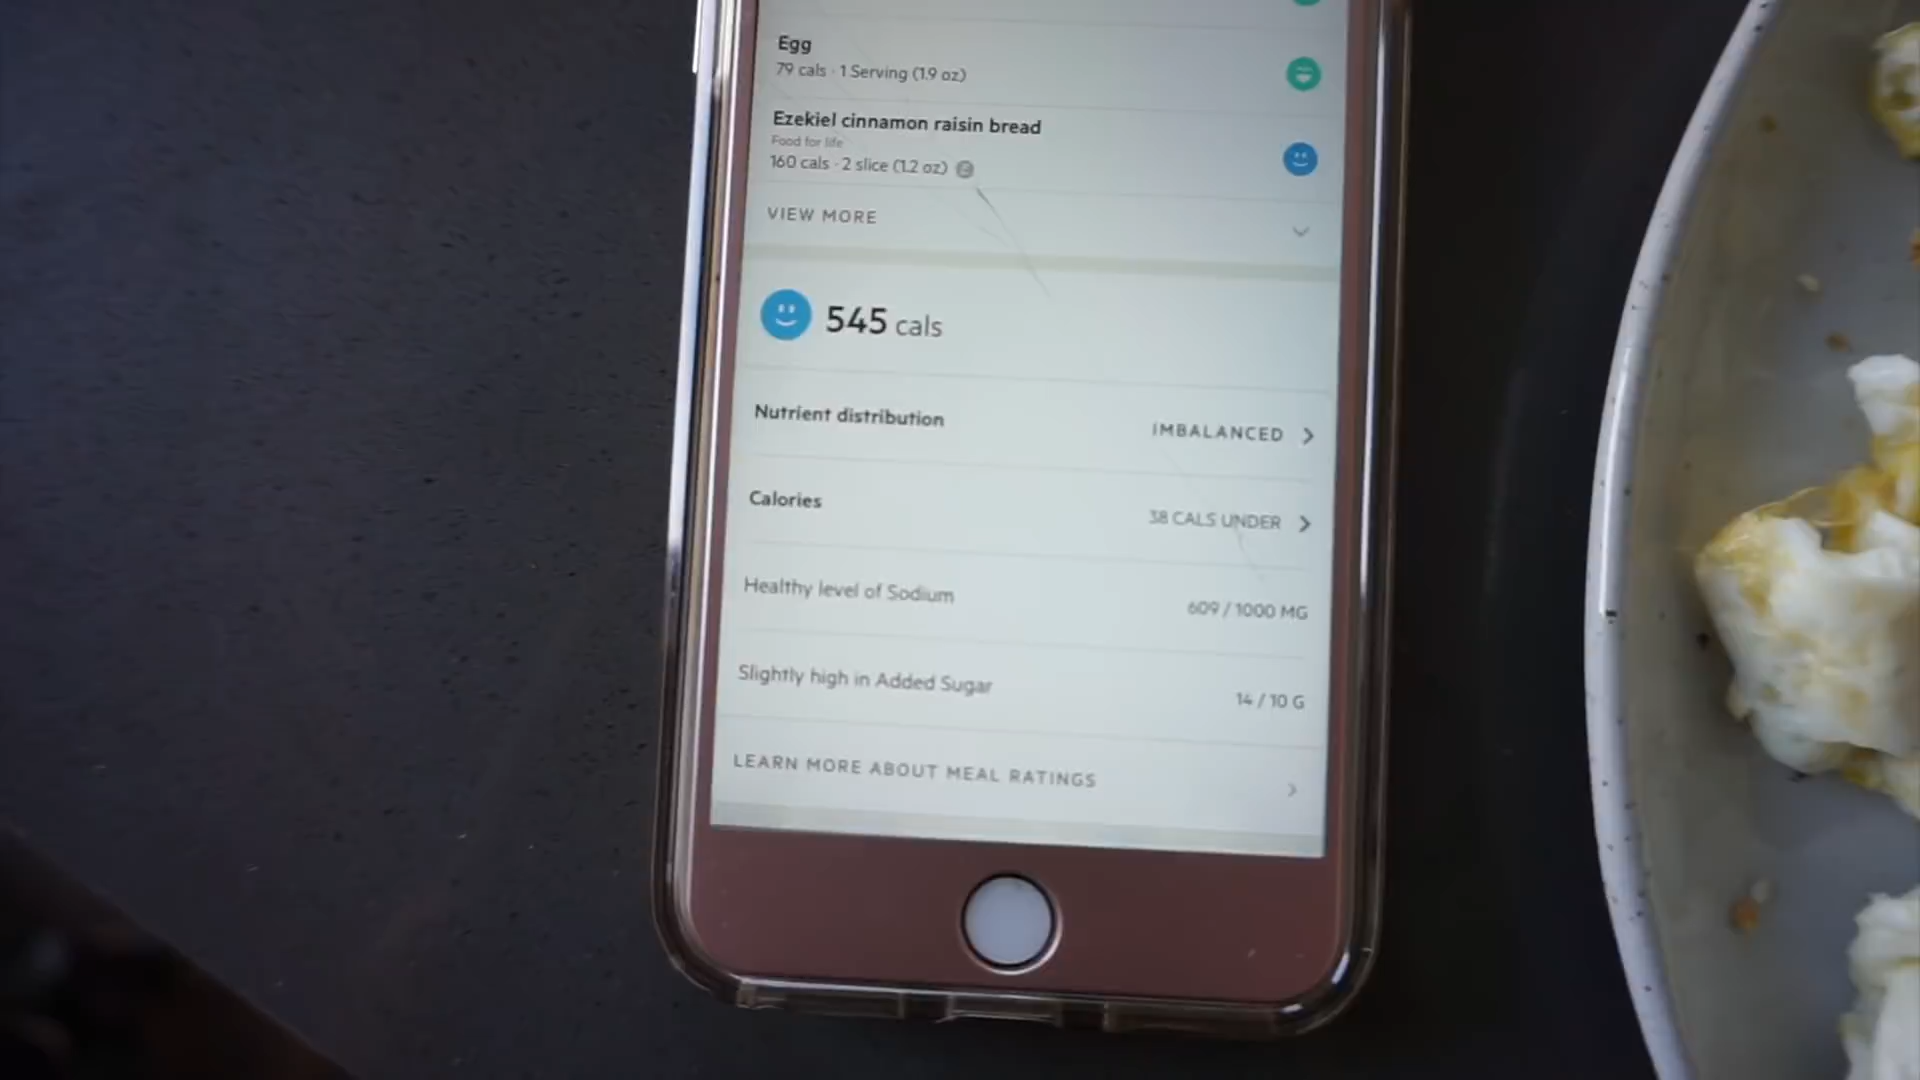 Egg
79 cals · 1 Serving (1.9 oz)
Ezekiel cinnamon raisin bread
Food for life
160 cals · 2 slice (1.2 oz)
VIEW MORE
545 cals
Nutrient distribution
IMBALANCED
Calories
38 CALS UNDER
Healthy level of Sodium
609 / 1000 MG
Slightly high in Added Sugar
14 / 10 G
LEARN MORE ABOUT MEAL RATINGS